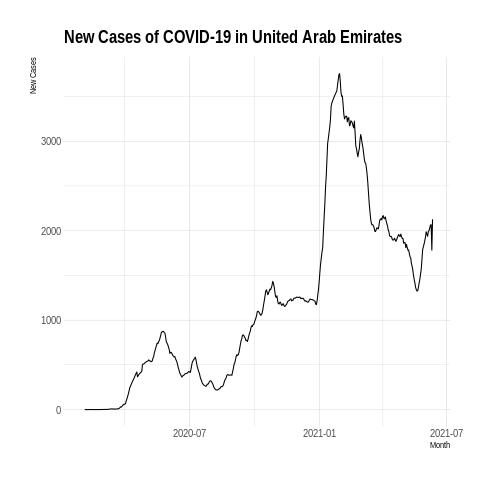 New Cases of COVID-19 in United Arab Emirates
New Cases
3000
2000
1000
0
2020-07
2021-01
2021-07
Month